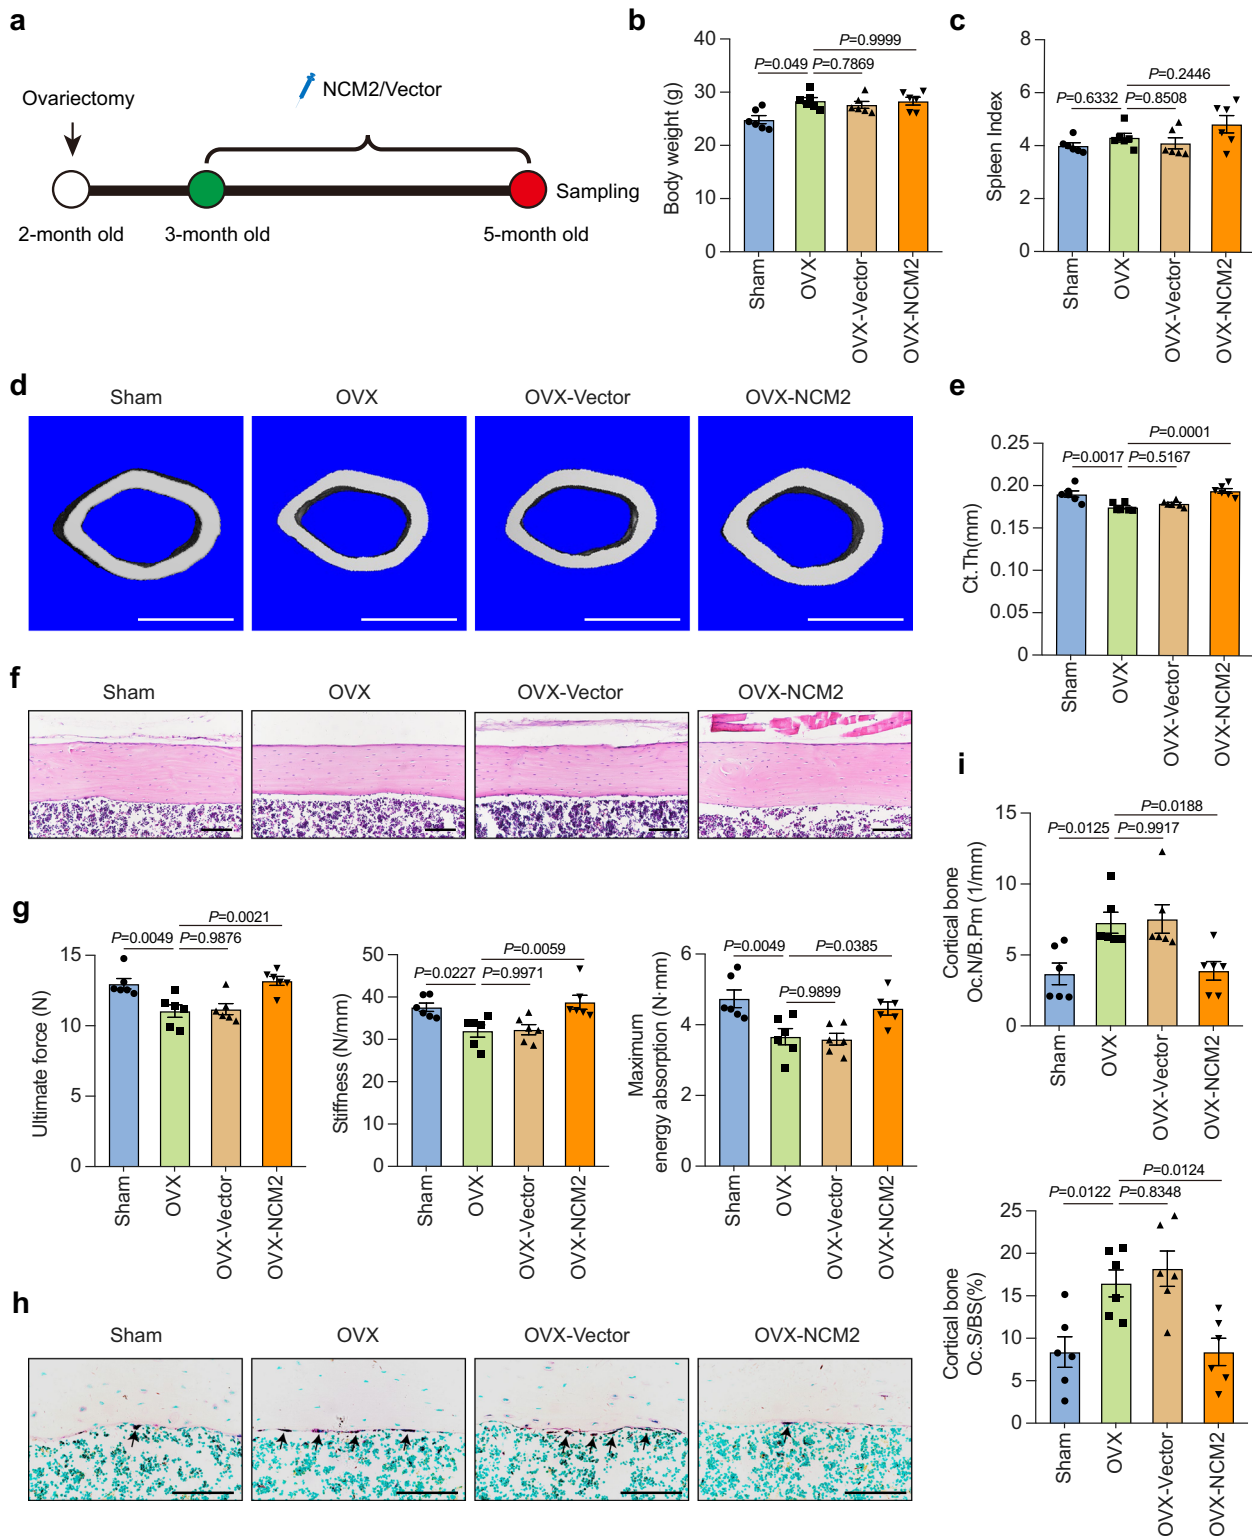 a
Ovariectomy
NCM2/Vector
Sampling
2-month old
3-month old
5-month old
b
Body weight (g)
40
30
20
10
0
P=0.9999
P=0.049
P=0.7869
Sham
OVX
OVX-Vector
OVX-NCM2
c
Spleen Index
8
6
4
2
0
P=0.2446
P=0.6332
P=0.8508
Sham
OVX
OVX-Vector
OVX-NCM2
d
Sham
OVX
OVX-Vector
OVX-NCM2
e
Ct.Th(mm)
0.25
0.20
0.15
0.10
0.05
0
P=0.0001
P=0.0017
P=0.5167
Sham
OVX
OVX-Vector
OVX-NCM2
f
Sham
OVX
OVX-Vector
OVX-NCM2
g
Ultimate force (N)
15
10
5
0
P=0.0021
P=0.0049
P=0.9876
Sham
OVX
OVX-Vector
OVX-NCM2
Stiffness (N/mm)
50
40
30
20
10
0
P=0.0059
P=0.0227
P=0.9971
Sham
OVX
OVX-Vector
OVX-NCM2
Maximum
energy absorption (N·mm)
6
4
2
0
P=0.0049
P=0.0385
P=0.9899
Sham
OVX
OVX-Vector
OVX-NCM2
h
Sham
OVX
OVX-Vector
OVX-NCM2
i
Cortical bone
Oc.N/B.Pm (1/mm)
15
10
5
0
P=0.0188
P=0.0125
P=0.9917
Sham
OVX
OVX-Vector
OVX-NCM2
Cortical bone
Oc.S/BS(%)
25
20
15
10
5
0
P=0.0124
P=0.0122
P=0.8348
Sham
OVX
OVX-Vector
OVX-NCM2